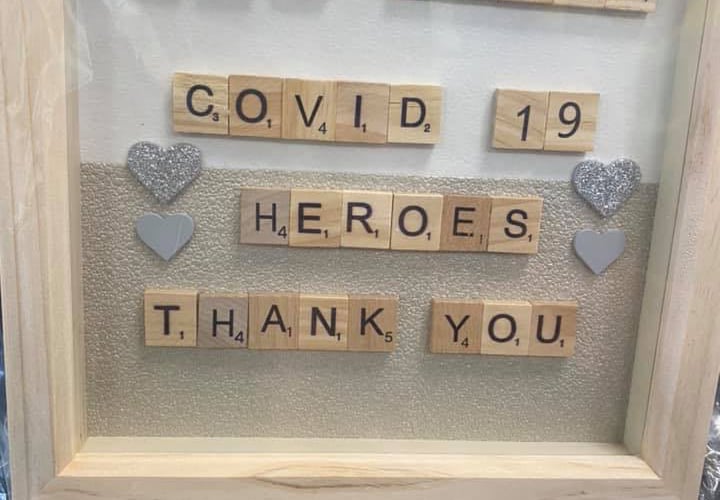 COVID 19
HEROES
THANK YOU